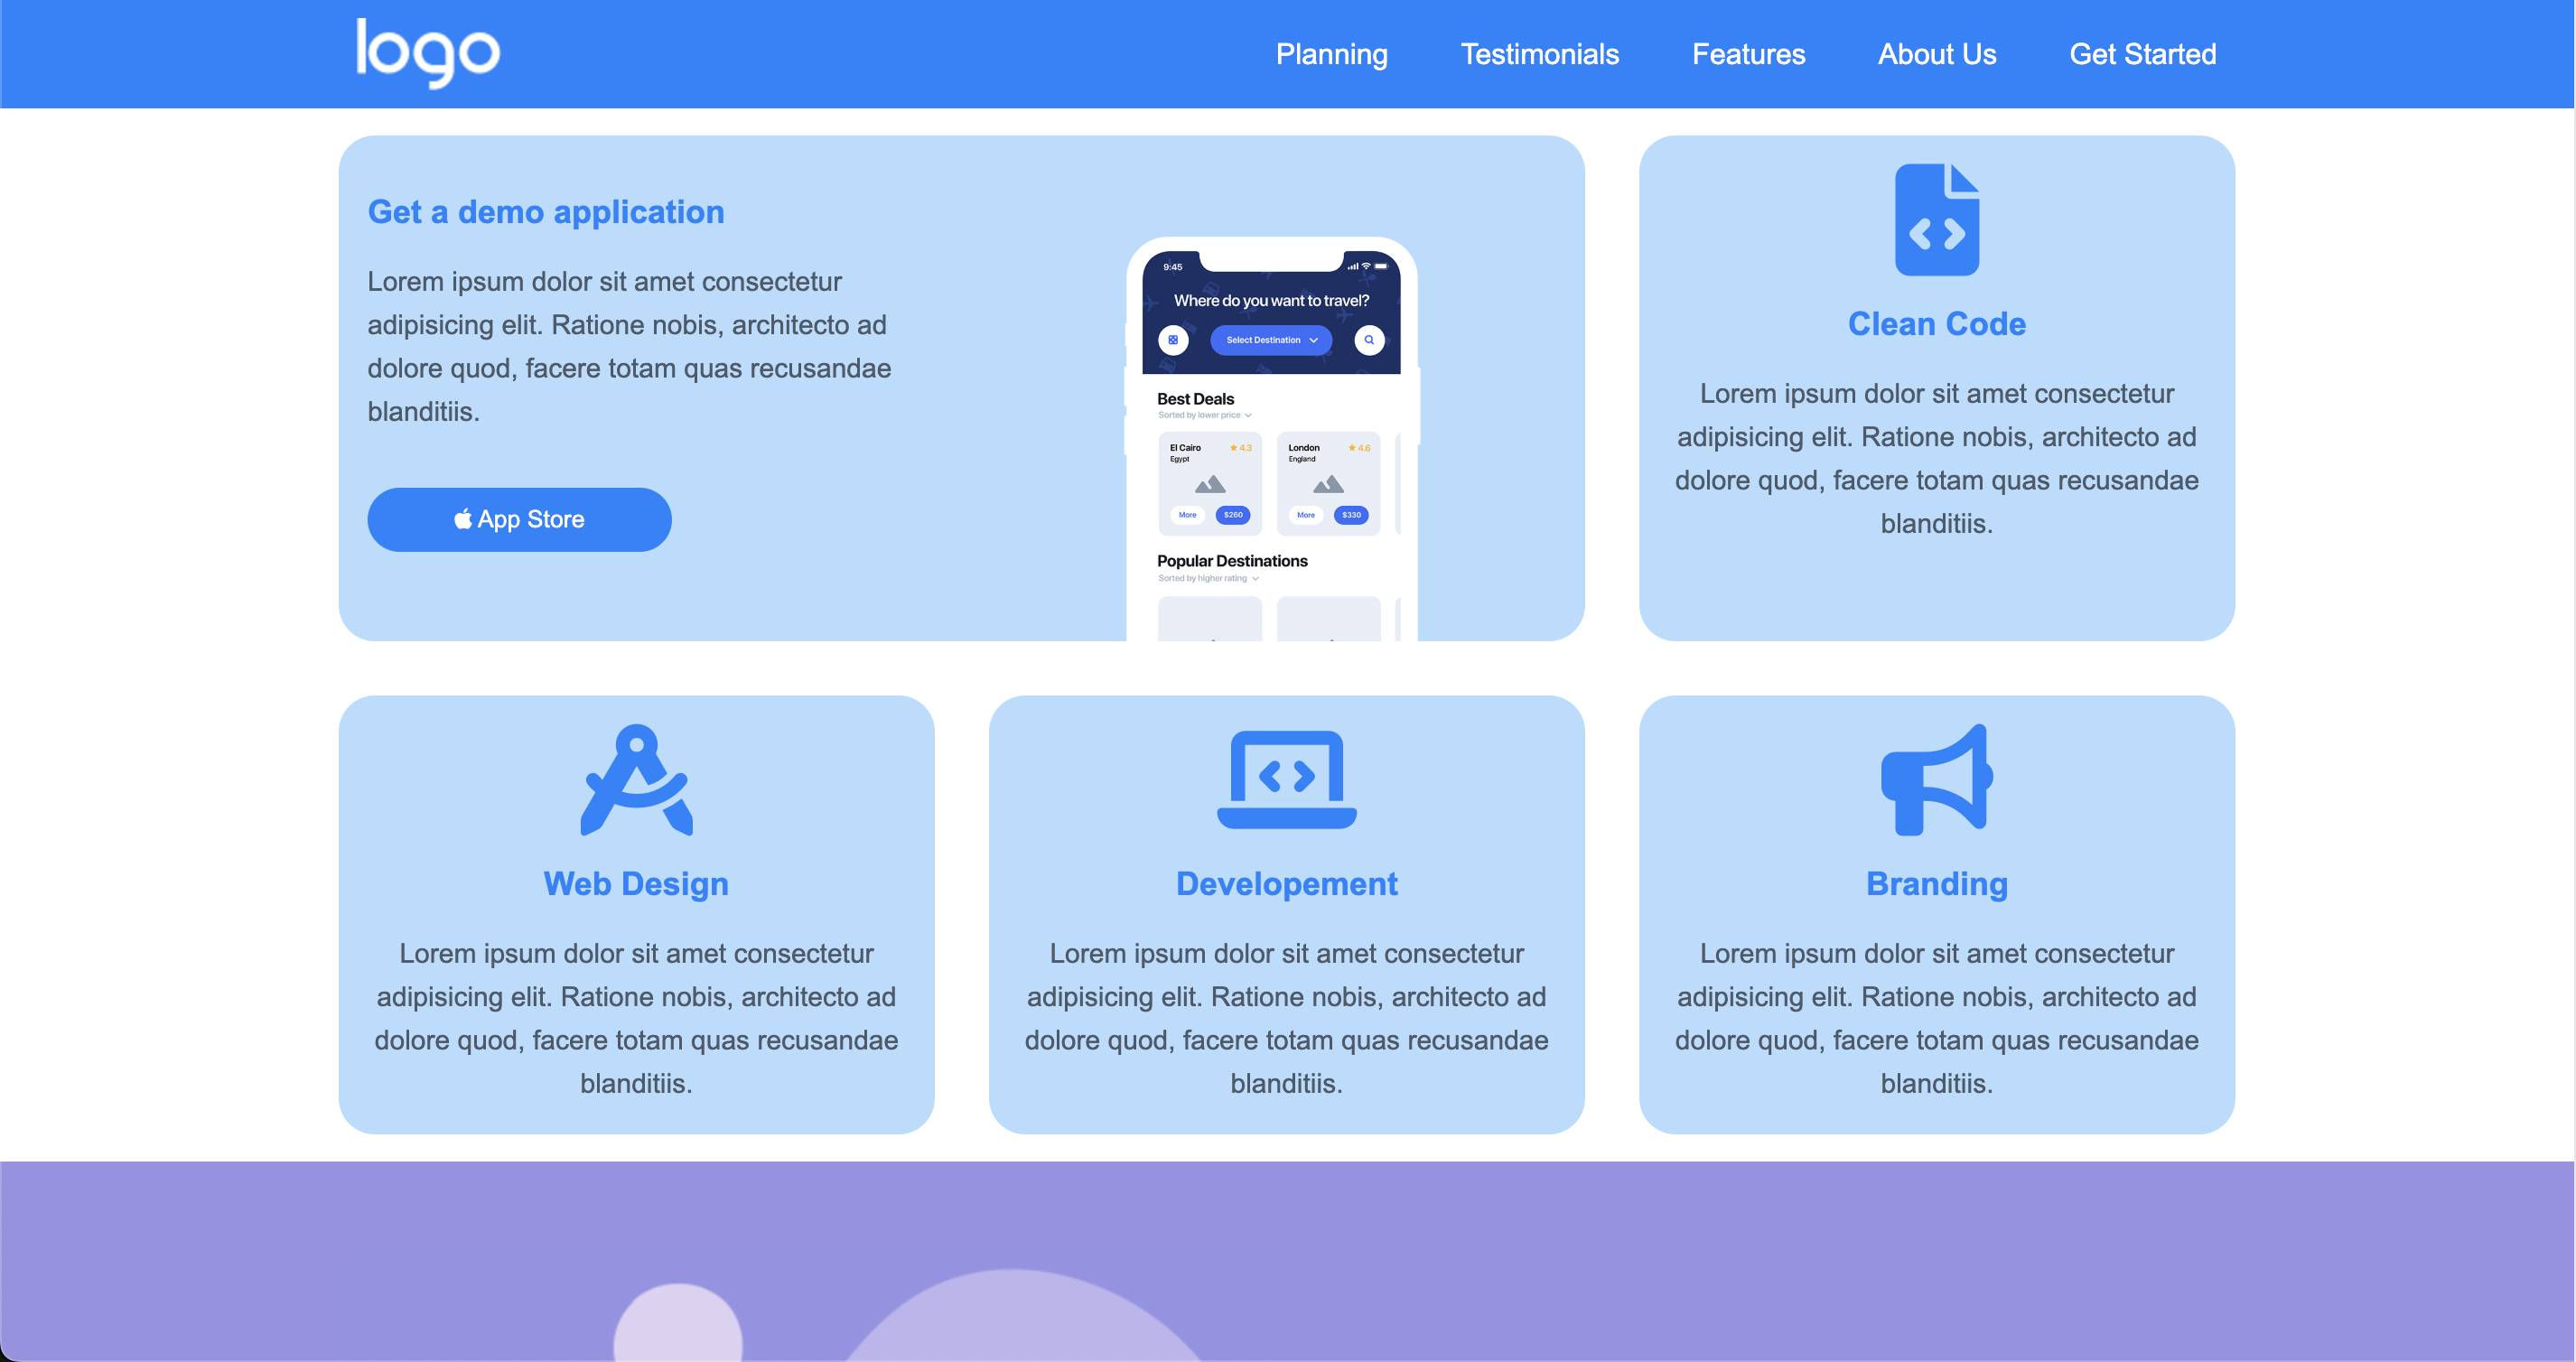 logo
Planning
Testimonials
Features
About Us
Get Started
Get a demo application
Lorem ipsum dolor sit amet consectetur
adipisicing elit. Ratione nobis, architecto ad
dolore quod, facere totam quas recusandae
blanditiis.
App Store
9:45
Where do you want to travel?
Select Destination
Best Deals
Sorted by lower price
El Cairo
4.3
Egypt
More
$260
London
4.6
England
More
$330
Popular Destinations
Sorted by higher rating
Clean Code
Lorem ipsum dolor sit amet consectetur
adipisicing elit. Ratione nobis, architecto ad
dolore quod, facere totam quas recusandae
blanditiis.
Web Design
Lorem ipsum dolor sit amet consectetur
adipisicing elit. Ratione nobis, architecto ad
dolore quod, facere totam quas recusandae
blanditiis.
Developement
Lorem ipsum dolor sit amet consectetur
adipisicing elit. Ratione nobis, architecto ad
dolore quod, facere totam quas recusandae
blanditiis.
Branding
Lorem ipsum dolor sit amet consectetur
adipisicing elit. Ratione nobis, architecto ad
dolore quod, facere totam quas recusandae
blanditiis.